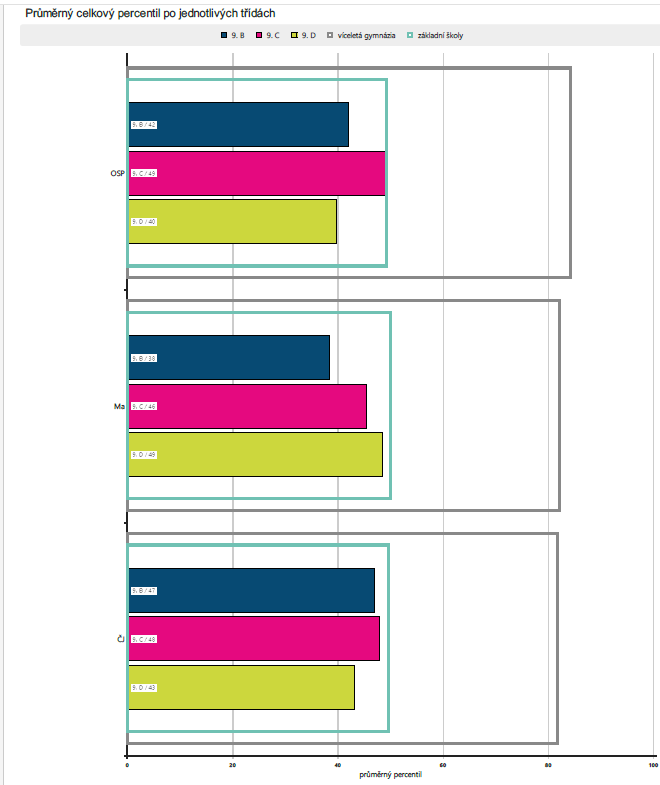 Průměrný celkový percentil po jednotlivých třídách
9. B 9. C 9. D víceletá gymnázia základní školy
9. B / 42
OSP
9. C / 49
9. D / 40
9. B / 38
Ma
9. C / 46
9. D / 49
9. B / 47
Čj
9. C / 48
9. D / 43
0 20 40 60 80 100
průměrný percentil